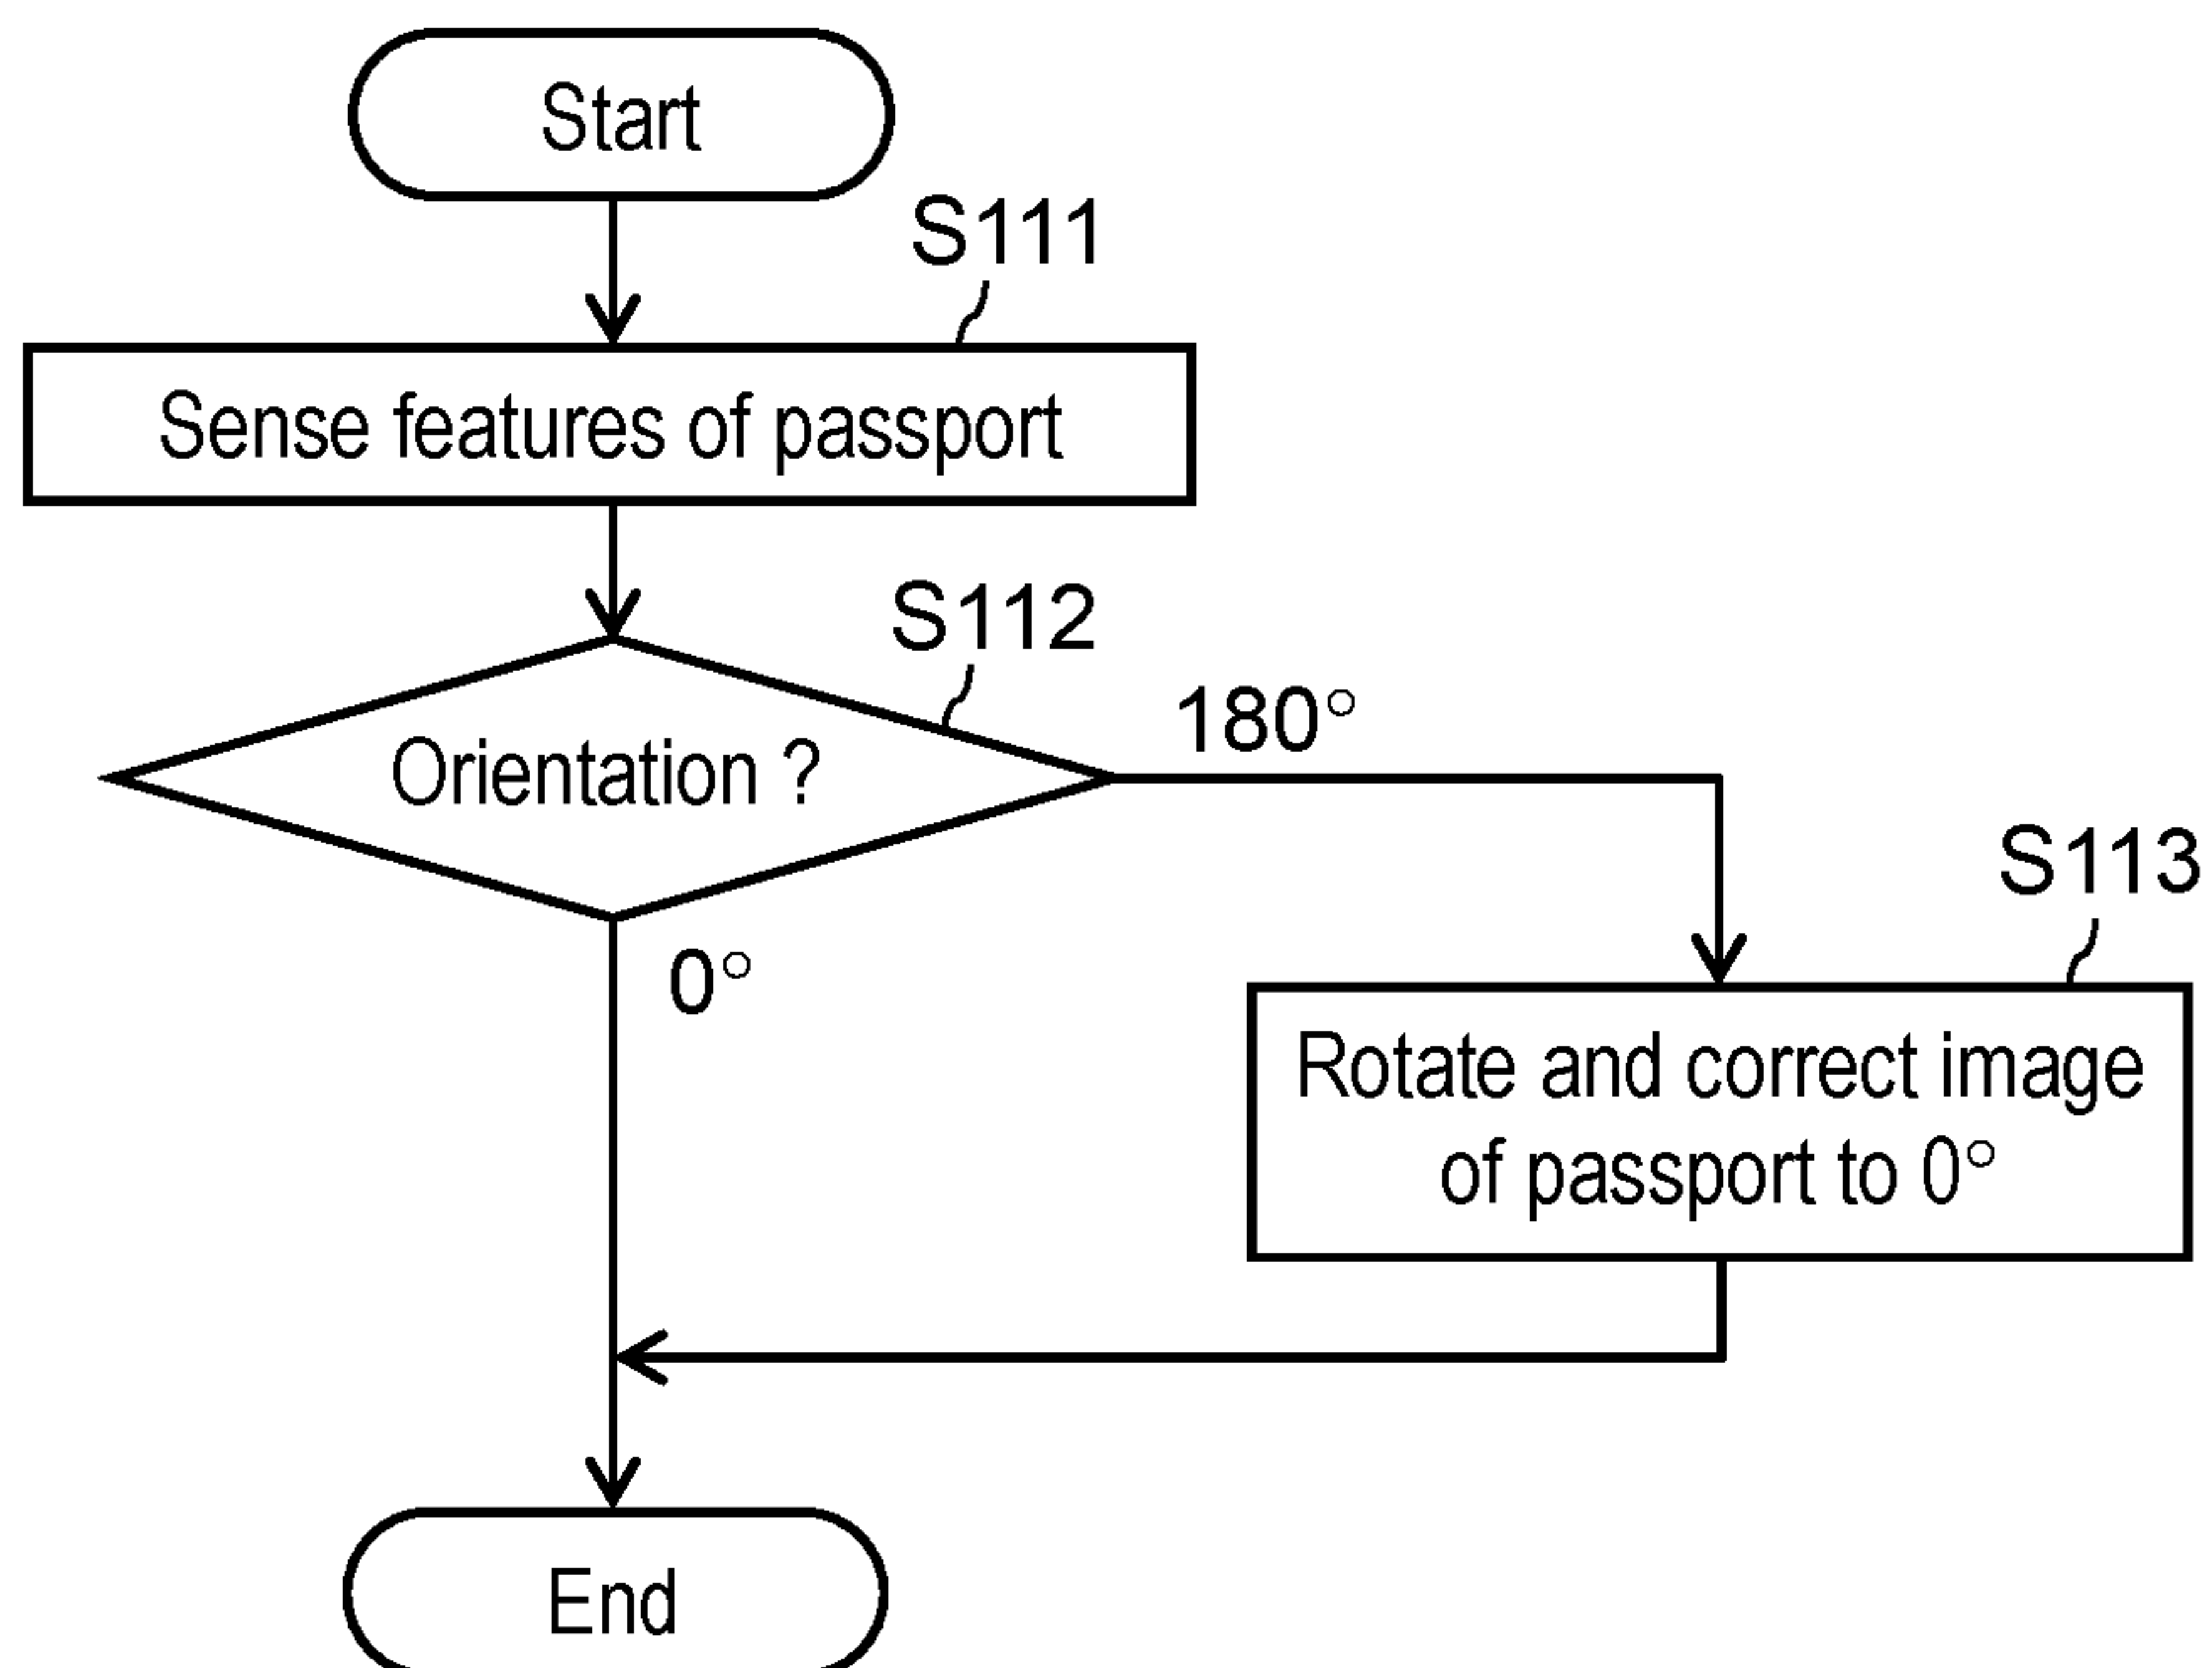 Start
S111
Sense features of passport
S112
Orientation ?
180°
0°
S113
Rotate and correct image
of passport to 0°
End